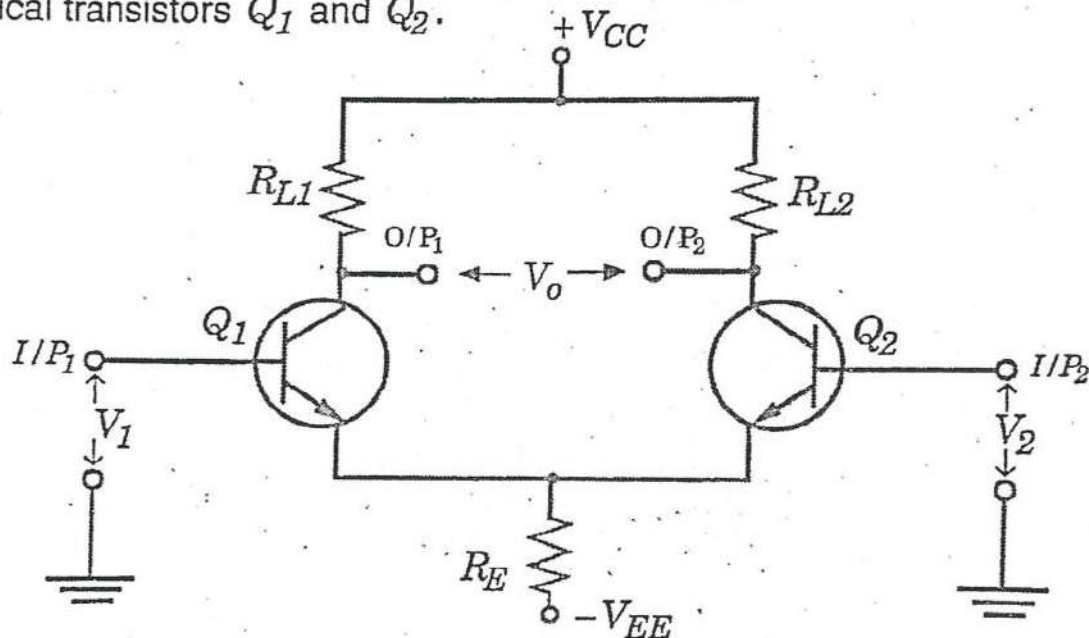 ical transistors Q1 and Q2.
+ VCC
RL1
RL2
O/P1
O/P2
Vo
Q1
Q2
I/P1
I/P2
V1
V2
RE
- VEE